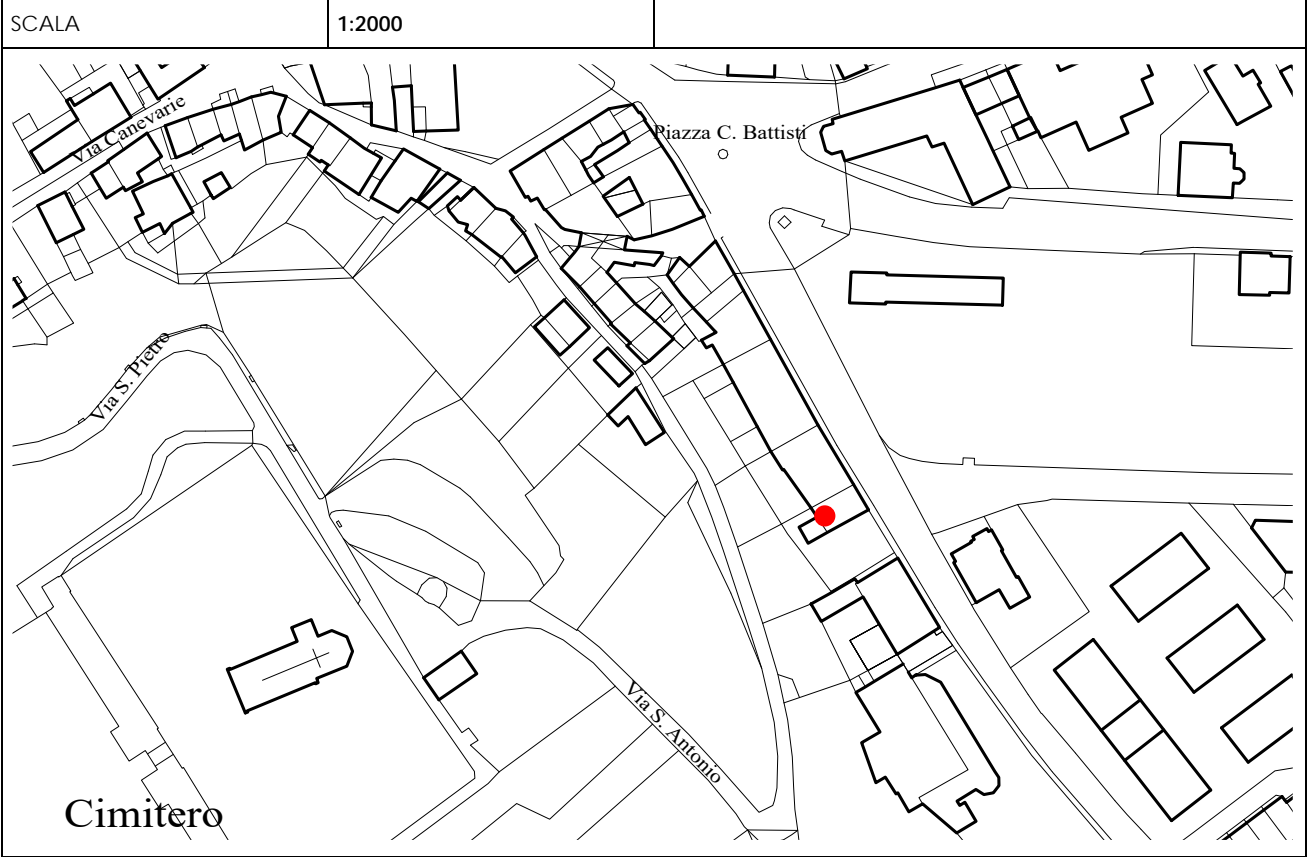 SCALA 1:2000
Via Canevarie
Piazza C. Battisti
Via S. Pietro
Via S. Antonio
Cimitero